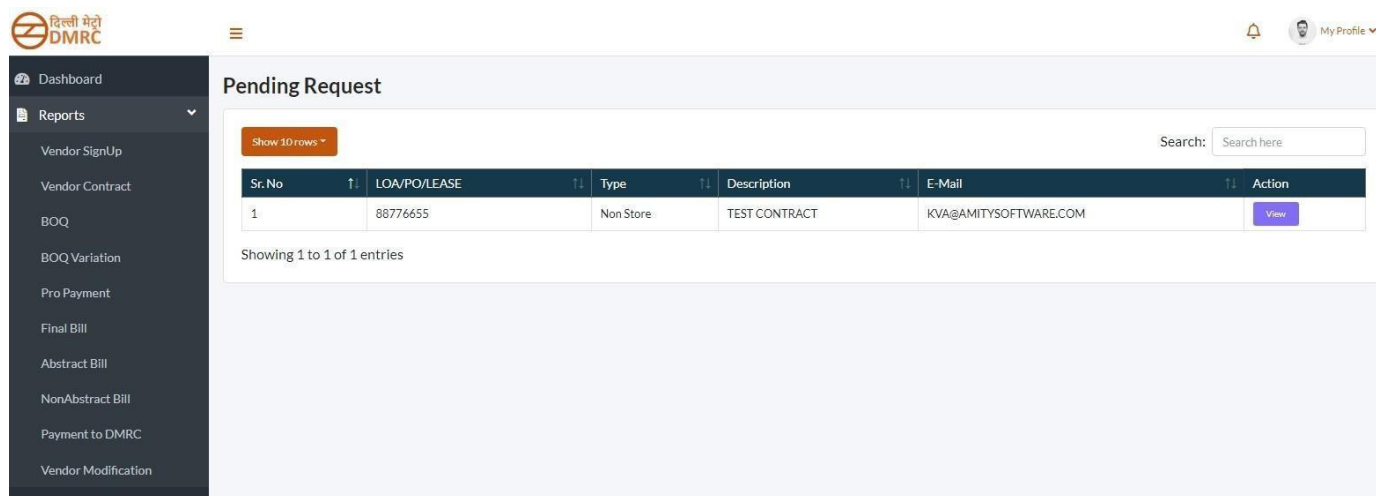 दिल्ली मेट्रो
DMRC
My Profile
Dashboard
Reports
Vendor SignUp
Vendor Contract
BOQ
BOQ Variation
Pro Payment
Final Bill
Abstract Bill
NonAbstract Bill
Payment to DMRC
Vendor Modification
Pending Request
Show 10 rows
Search: Search here
Sr. No LOA/PO/LEASE Type Description E-Mail Action
1 88776655 Non Store TEST CONTRACT KVA@AMITYSOFTWARE.COM View
Showing 1 to 1 of 1 entries